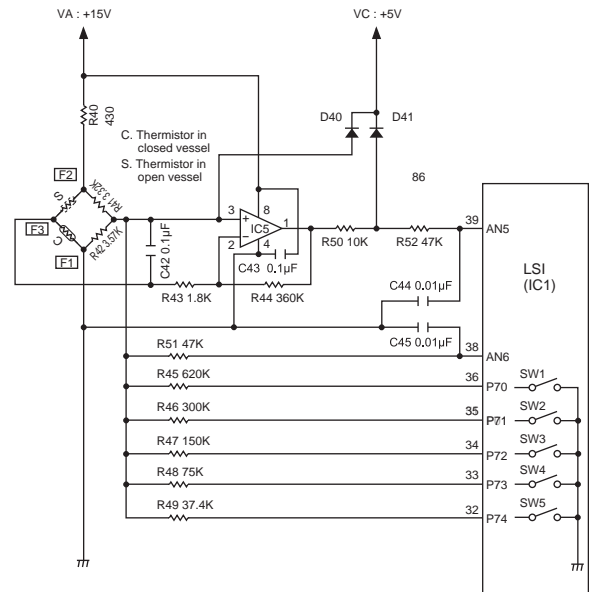 VA : +15V
VC : +5V
R40
430
D40
D41
C. Thermistor in
closed vessel
S. Thermistor in
open vessel
86
F2
S
R41 3.32K
F3
C
R42 3.57K
F1
C42 0.1µF
3
8
+
IC5
1
2
−
4
C43 0.1µF
R50 10K
R52 47K
39
AN5
LSI
(IC1)
R43 1.8K
R44 360K
C44 0.01µF
C45 0.01µF
38
AN6
R51 47K
R45 620K
36
P70
SW1
R46 300K
35
P71
SW2
R47 150K
34
P72
SW3
R48 75K
33
P73
SW4
R49 37.4K
32
P74
SW5